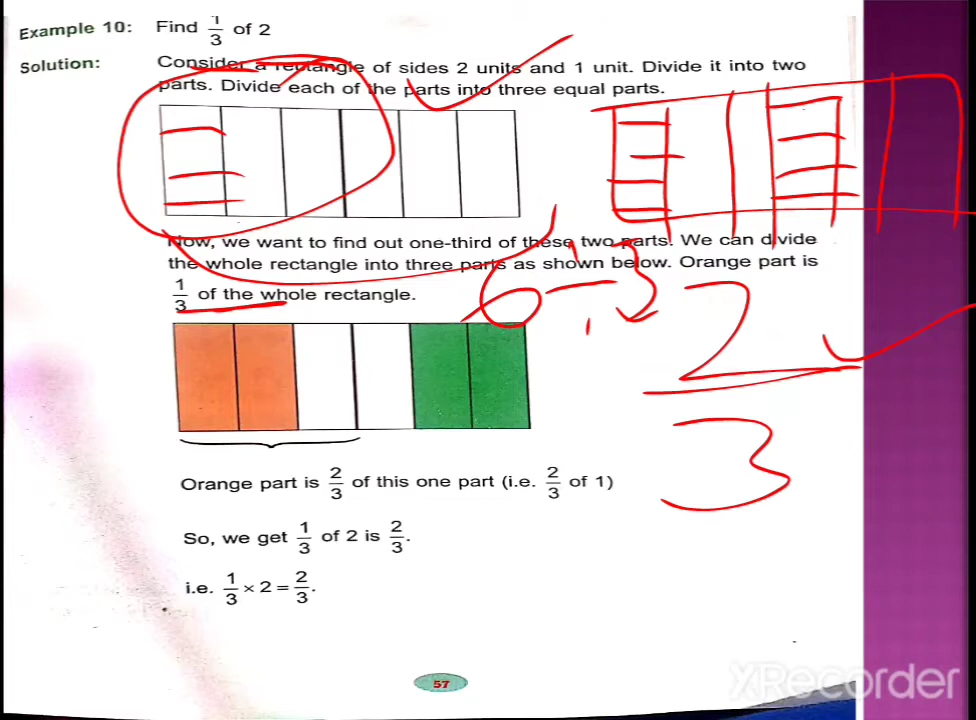 Example 10: Find 1/3 of 2
Solution: Consider a rectangle of sides 2 units and 1 unit. Divide it into two
parts. Divide each of the parts into three equal parts.
Now, we want to find out one-third of these two parts. We can divide
the whole rectangle into three parts as shown below. Orange part is
1/3 of the whole rectangle.
6 ÷ 3
2
3
Orange part is 2/3 of this one part (i.e. 2/3 of 1)
So, we get 1/3 of 2 is 2/3.
i.e. 1/3 × 2 = 2/3.
57
XRecorder